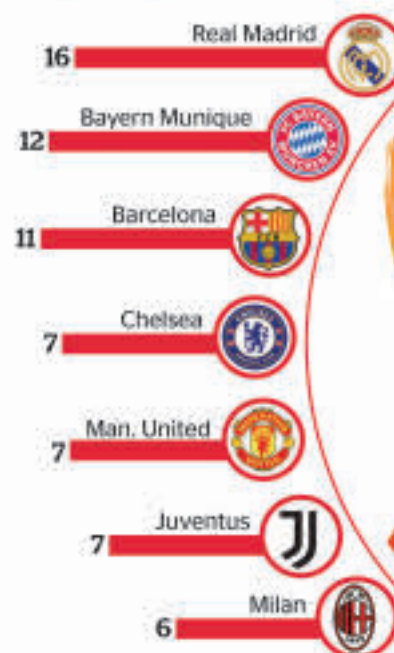 Real Madrid
16
Bayern Munique
12
Barcelona
11
Chelsea
7
Man. United
7
Juventus
7
Milan
6